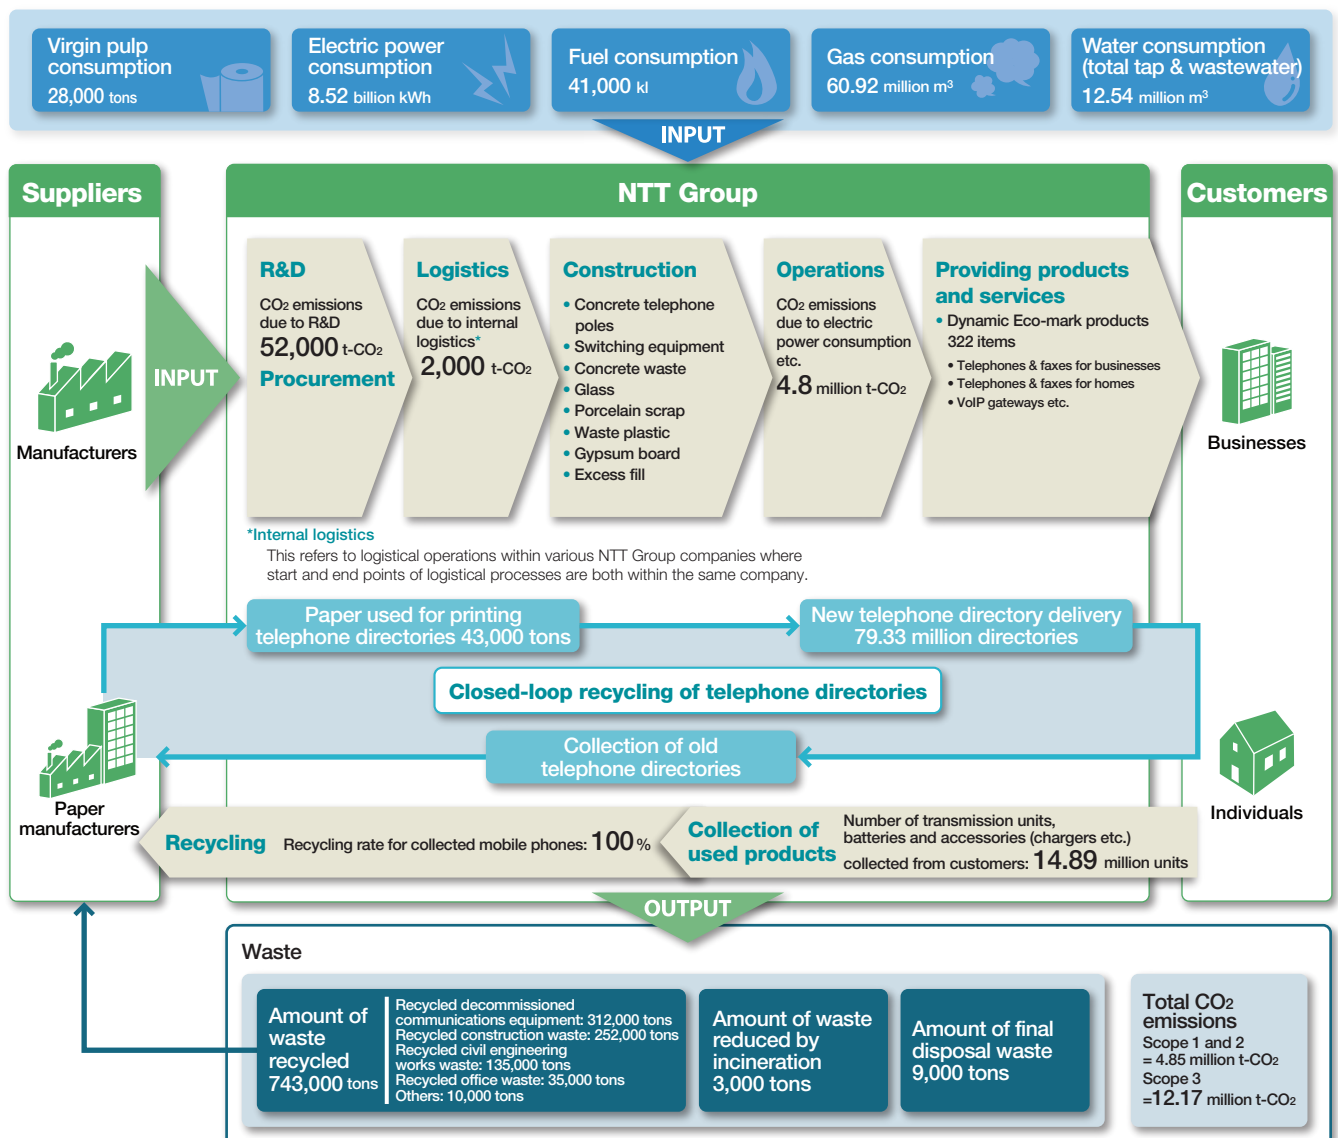 Virgin pulp
consumption
28,000 tons
Electric power
consumption
8.52 billion kWh
Fuel consumption
41,000 kl
Gas consumption
60.92 million m³
Water consumption
(total tap & wastewater)
12.54 million m³
INPUT
Suppliers
NTT Group
Customers
Manufacturers
INPUT
R&D
CO₂ emissions
due to R&D
52,000 t-CO₂
Procurement
Logistics
CO₂ emissions
due to internal
logistics*
2,000 t-CO₂
Construction
• Concrete telephone
poles
• Switching equipment
• Concrete waste
• Glass
• Porcelain scrap
• Waste plastic
• Gypsum board
• Excess fill
Operations
CO₂ emissions
due to electric
power consumption
etc.
4.8 million t-CO₂
Providing products
and services
• Dynamic Eco-mark products
322 items
• Telephones & faxes for businesses
• Telephones & faxes for homes
• VoIP gateways etc.
Businesses
*Internal logistics
This refers to logistical operations within various NTT Group companies where
start and end points of logistical processes are both within the same company.
Paper used for printing
telephone directories 43,000 tons
New telephone directory delivery
79.33 million directories
Closed-loop recycling of telephone directories
Collection of old
telephone directories
Paper
manufacturers
Individuals
Recycling
Recycling rate for collected mobile phones: 100 %
Collection of
used products
Number of transmission units,
batteries and accessories (chargers etc.)
collected from customers: 14.89 million units
OUTPUT
Waste
Amount of
waste
recycled
743,000 tons
Recycled decommissioned
communications equipment: 312,000 tons
Recycled construction waste: 252,000 tons
Recycled civil engineering
works waste: 135,000 tons
Recycled office waste: 35,000 tons
Others: 10,000 tons
Amount of waste
reduced by
incineration
3,000 tons
Amount of final
disposal waste
9,000 tons
Total CO₂
emissions
Scope 1 and 2
= 4.85 million t-CO₂
Scope 3
=12.17 million t-CO₂